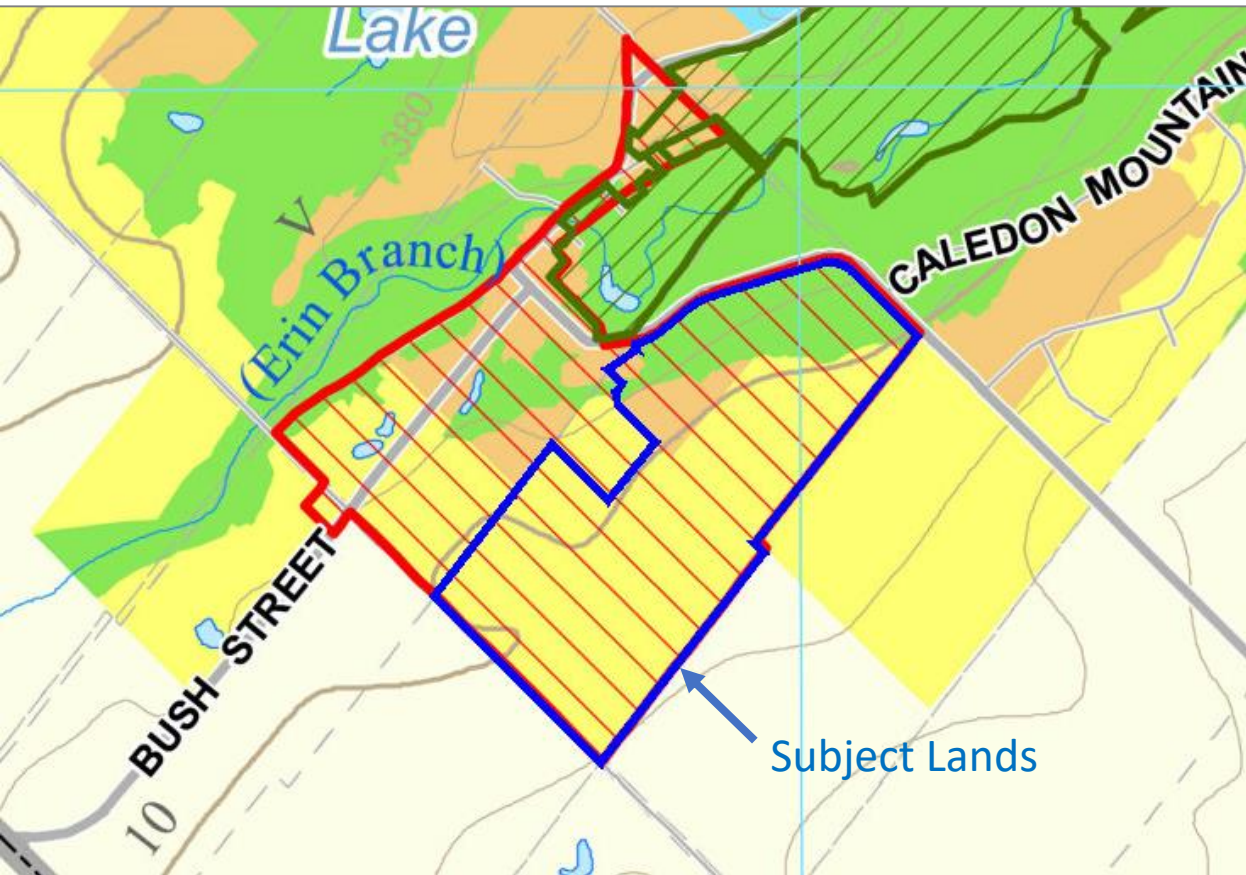 Lake
380
V
(Erin Branch)
CALEDON MOUNTAIN
BUSH STREET
Subject Lands
10